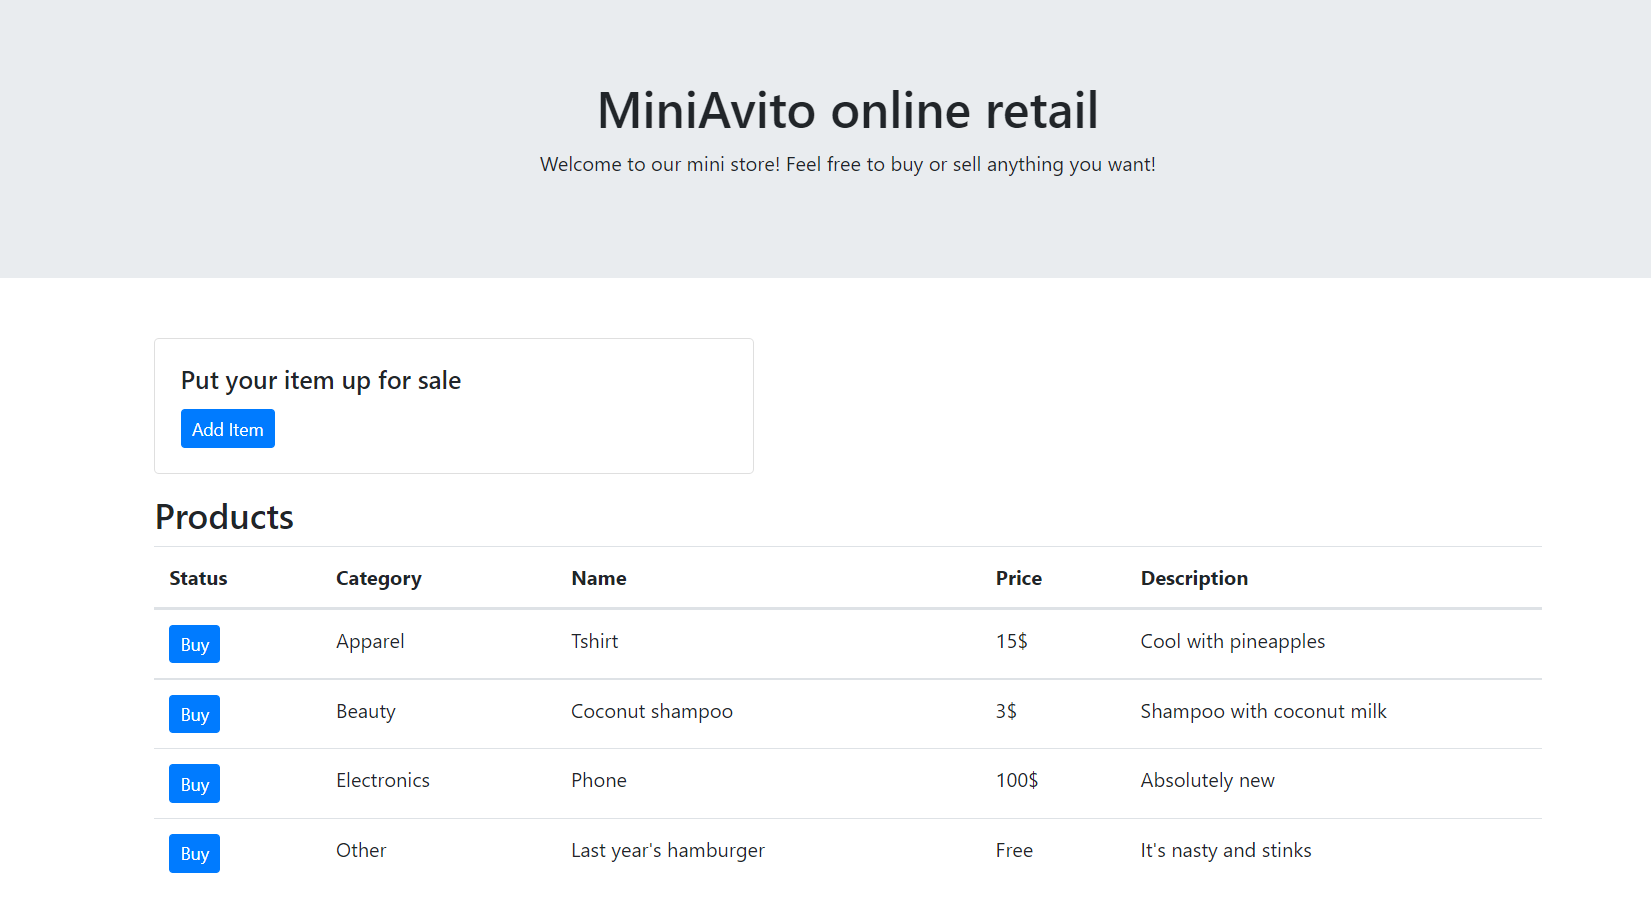 MiniAvito online retail
Welcome to our mini store! Feel free to buy or sell anything you want!
Put your item up for sale
Add Item
Products
Status Category Name Price Description
Buy Apparel Tshirt 15$ Cool with pineapples
Buy Beauty Coconut shampoo 3$ Shampoo with coconut milk
Buy Electronics Phone 100$ Absolutely new
Buy Other Last year's hamburger Free It's nasty and stinks